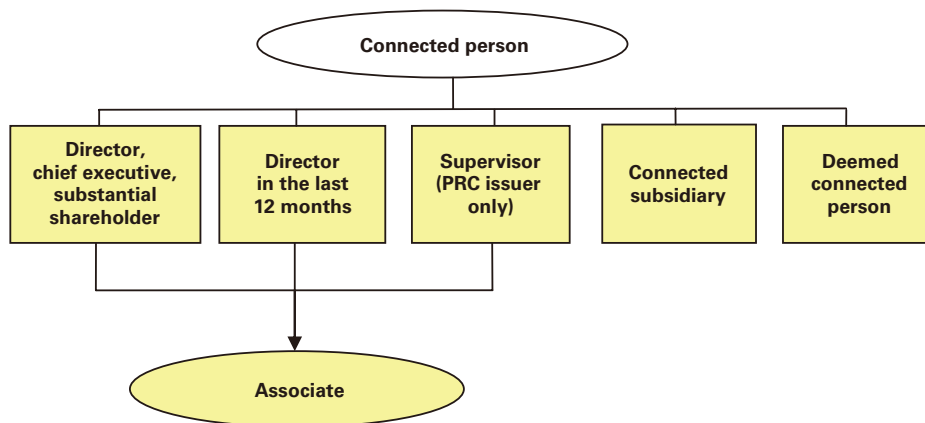 Connected person
Director,
chief executive,
substantial
shareholder
Director
in the last
12 months
Supervisor
(PRC issuer
only)
Connected
subsidiary
Deemed
connected
person
Associate